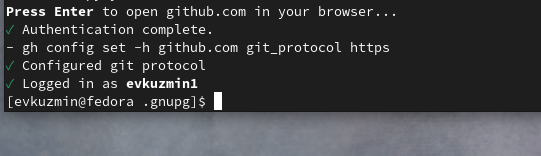 Press Enter to open github.com in your browser...
✓ Authentication complete.
- gh config set -h github.com git_protocol https
✓ Configured git protocol
✓ Logged in as evkuzmin1
[evkuzmin@fedora .gnupg]$